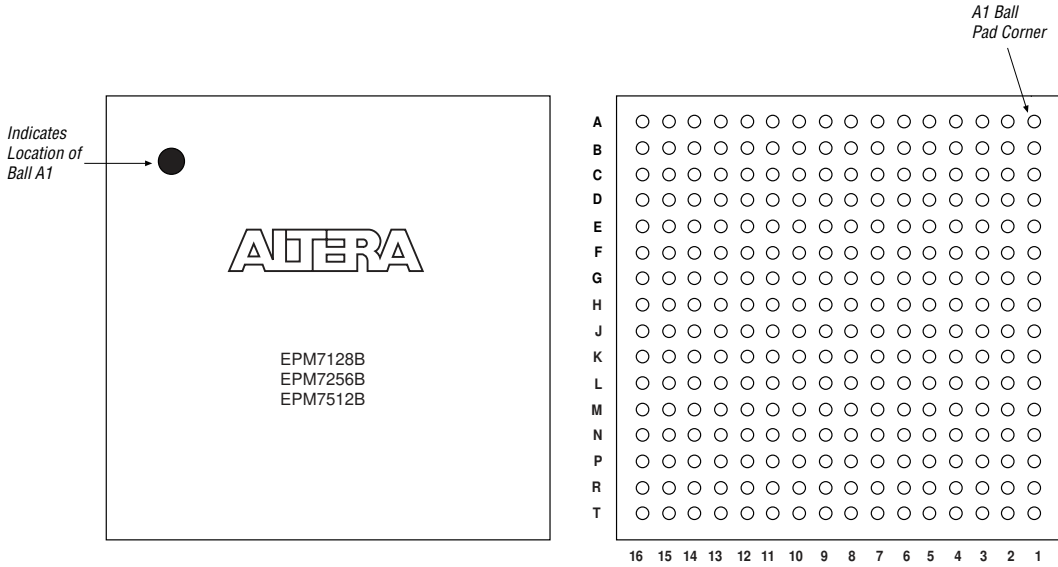 A1 Ball
Pad Corner
Indicates
Location of
Ball A1
ALTERA
EPM7128B
EPM7256B
EPM7512B
A
B
C
D
E
F
G
H
J
K
L
M
N
P
R
T
16 15 14 13 12 11 10 9 8 7 6 5 4 3 2 1